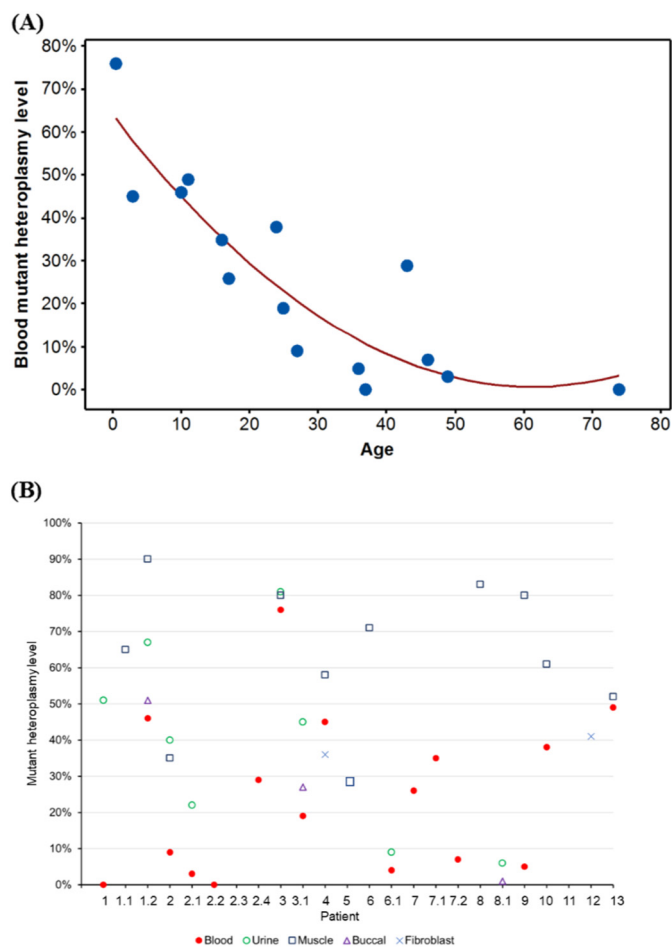 (A)
Blood mutant heteroplasmy level
80%
70%
60%
50%
40%
30%
20%
10%
0%
0 10 20 30 40 50 60 70 80
Age
(B)
Mutant heteroplasmy level
100%
90%
80%
70%
60%
50%
40%
30%
20%
10%
0%
1 1.1 1.2 2 2.1 2.2 2.3 2.4 3 3.1 4 5 6 6.1 7 7.1 7.2 8 8.1 9 10 11 12 13
Patient
Blood Urine Muscle Buccal Fibroblast